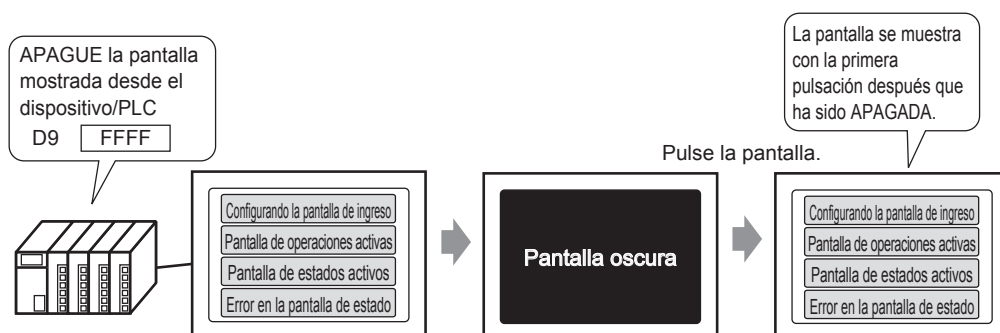 APAGUE la pantalla
mostrada desde el
dispositivo/PLC
D9 FFFF
La pantalla se muestra
con la primera
pulsación después que
ha sido APAGADA.
Pulse la pantalla.
Configurando la pantalla de ingreso
Pantalla de operaciones activas
Pantalla de estados activos
Error en la pantalla de estado
Pantalla oscura
Configurando la pantalla de ingreso
Pantalla de operaciones activas
Pantalla de estados activos
Error en la pantalla de estado